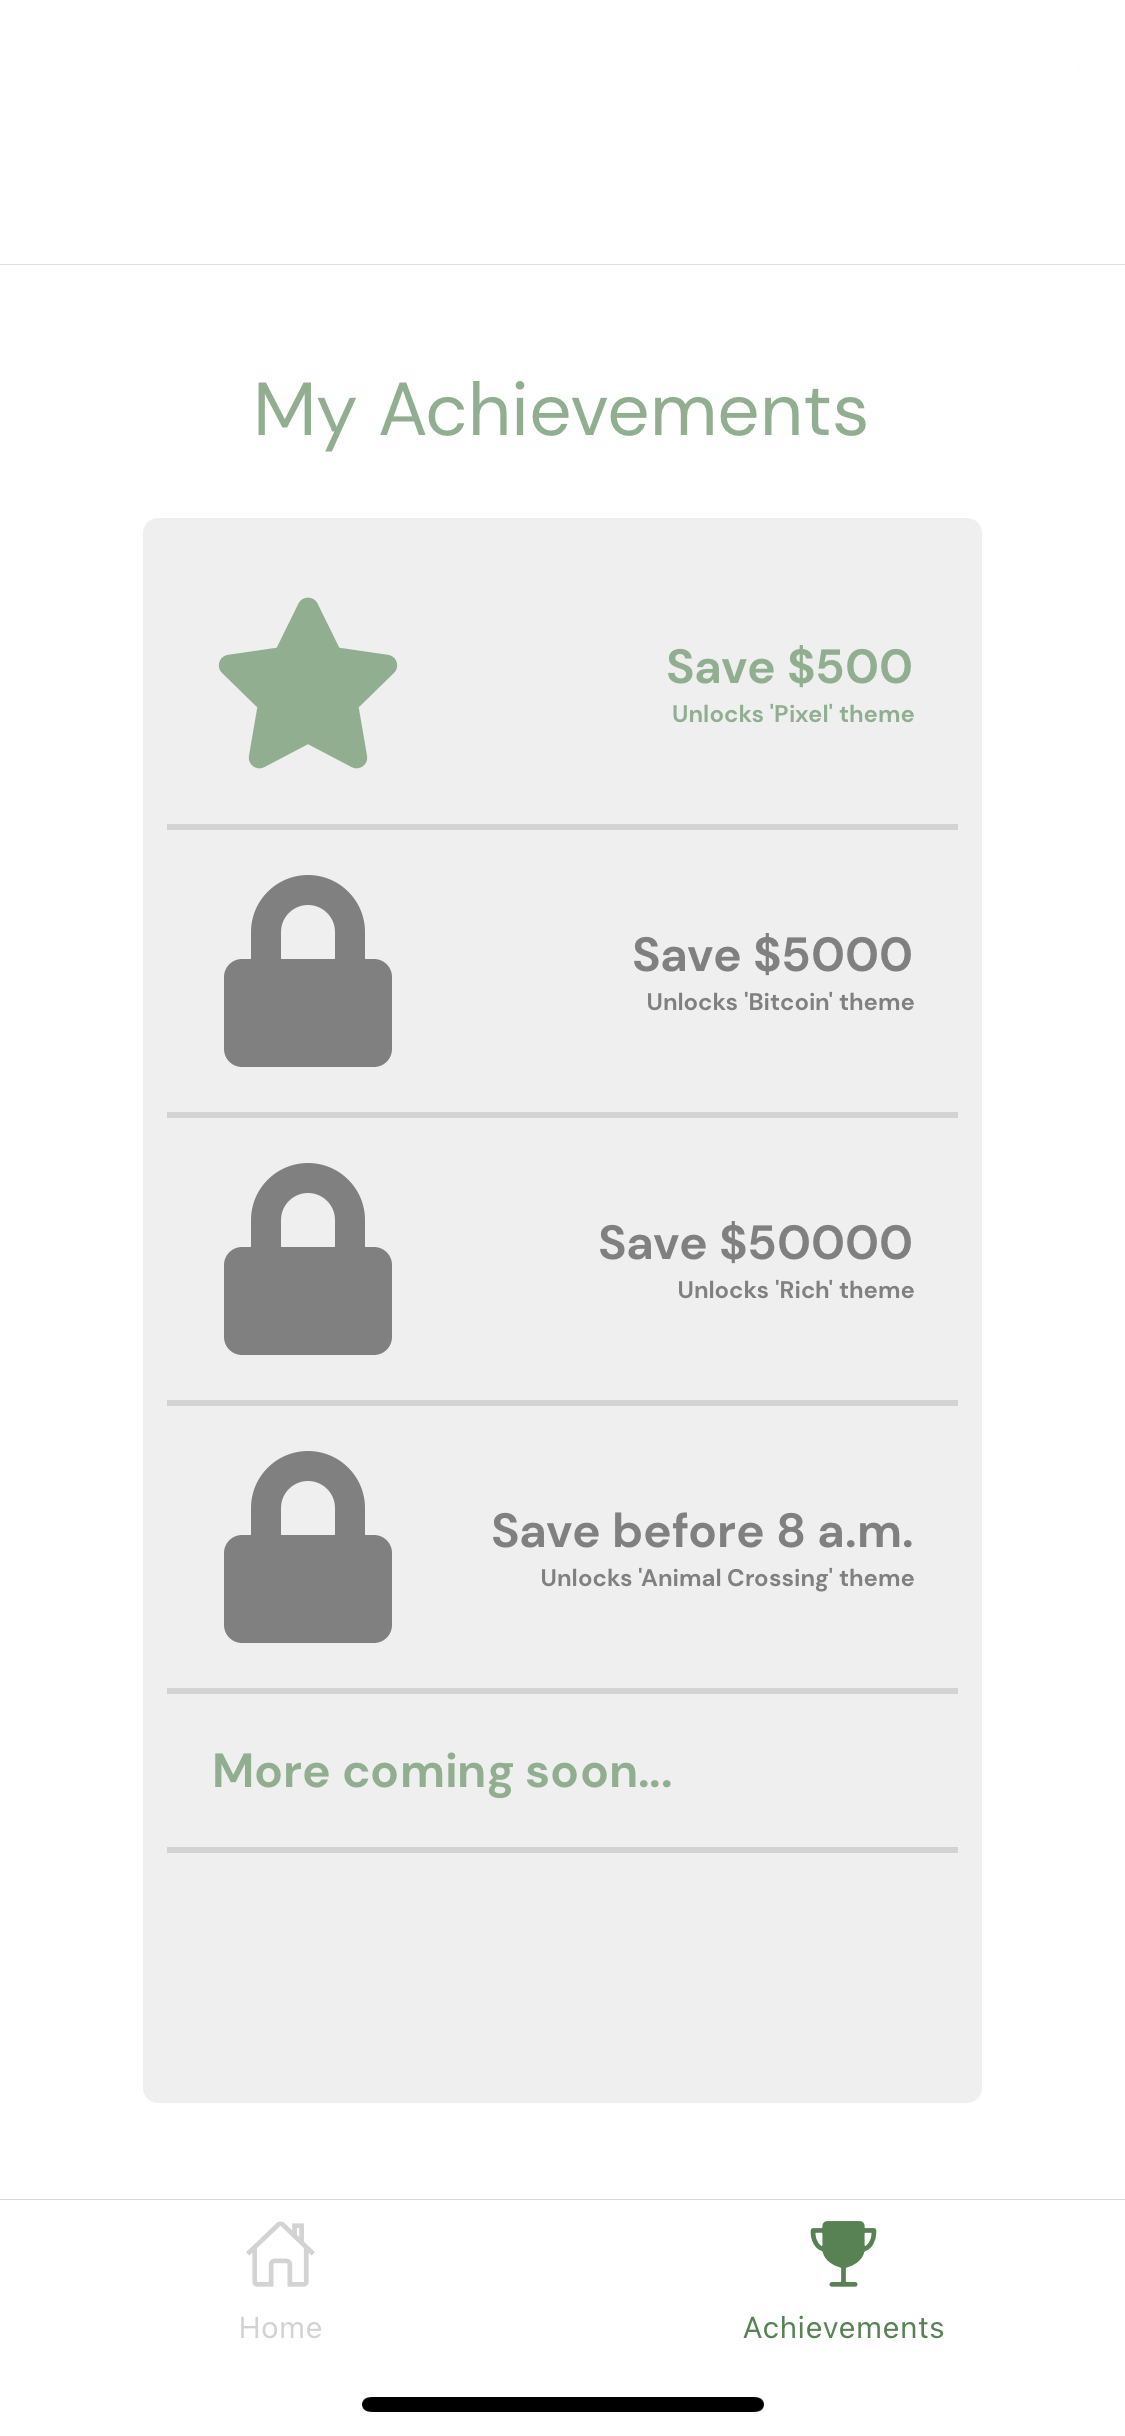 My Achievements
Save $500
Unlocks 'Pixel' theme
Save $5000
Unlocks 'Bitcoin' theme
Save $50000
Unlocks 'Rich' theme
Save before 8 a.m.
Unlocks 'Animal Crossing' theme
More coming soon...
Home
Achievements